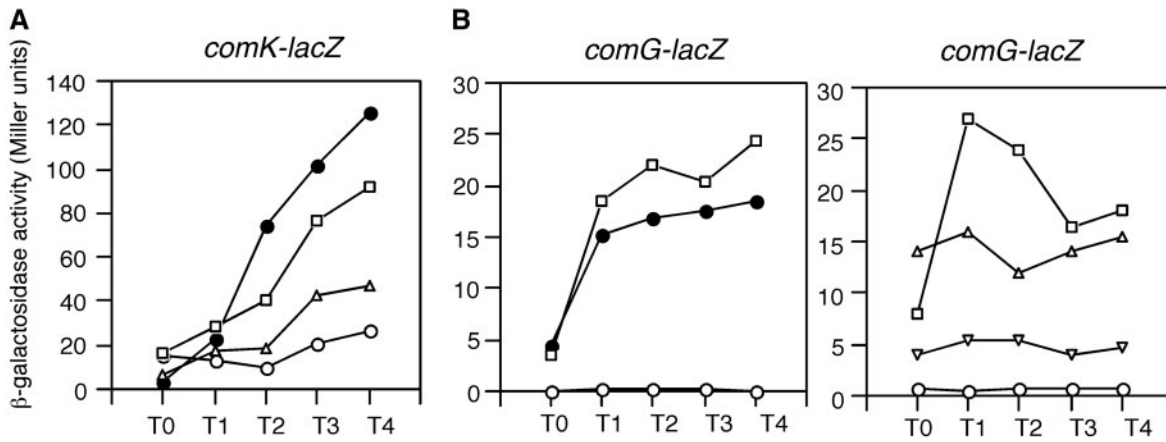 A
B
comK-lacZ
comG-lacZ
comG-lacZ
β-galactosidase activity (Miller units)
140
120
100
80
60
40
20
0
T0 T1 T2 T3 T4
30
25
20
15
10
5
0
T0 T1 T2 T3 T4
30
25
20
15
10
5
0
T0 T1 T2 T3 T4